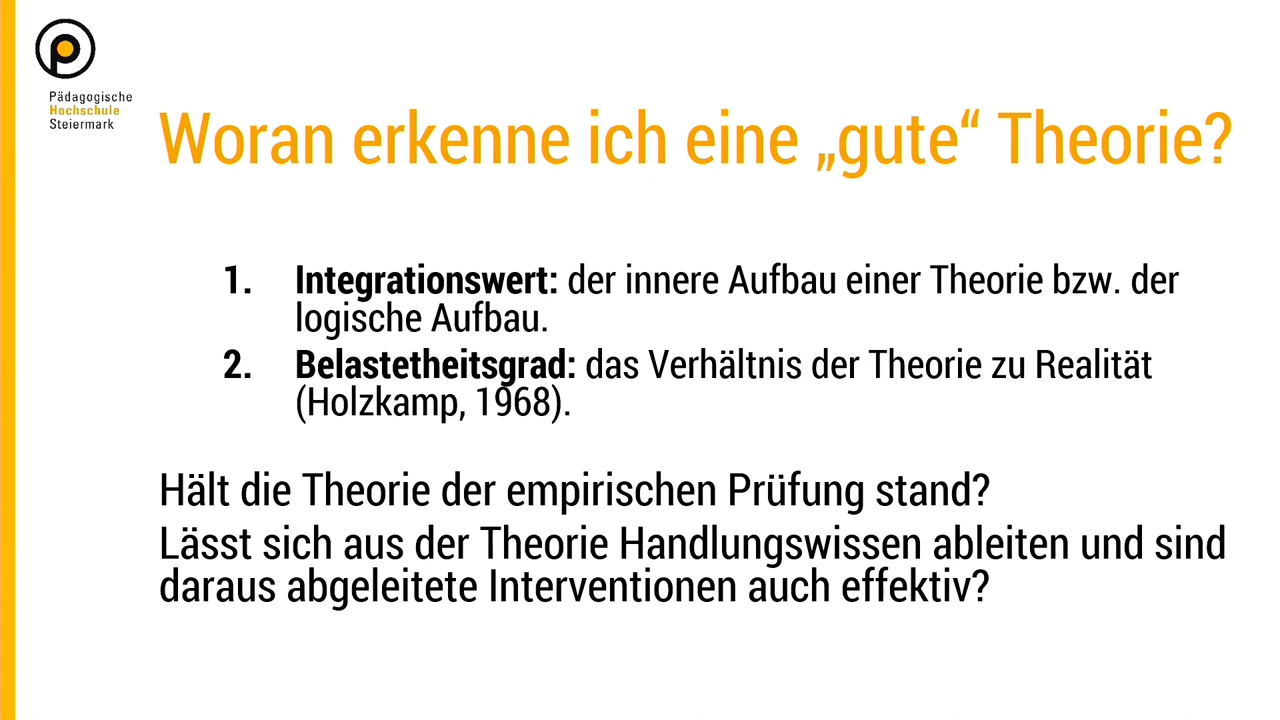 Pädagogische
Hochschule
Steiermark
Woran erkenne ich eine „gute“ Theorie?
1. Integrationswert: der innere Aufbau einer Theorie bzw. der
logische Aufbau.
2. Belastetheitsgrad: das Verhältnis der Theorie zu Realität
(Holzkamp, 1968).
Hält die Theorie der empirischen Prüfung stand?
Lässt sich aus der Theorie Handlungswissen ableiten und sind
daraus abgeleitete Interventionen auch effektiv?